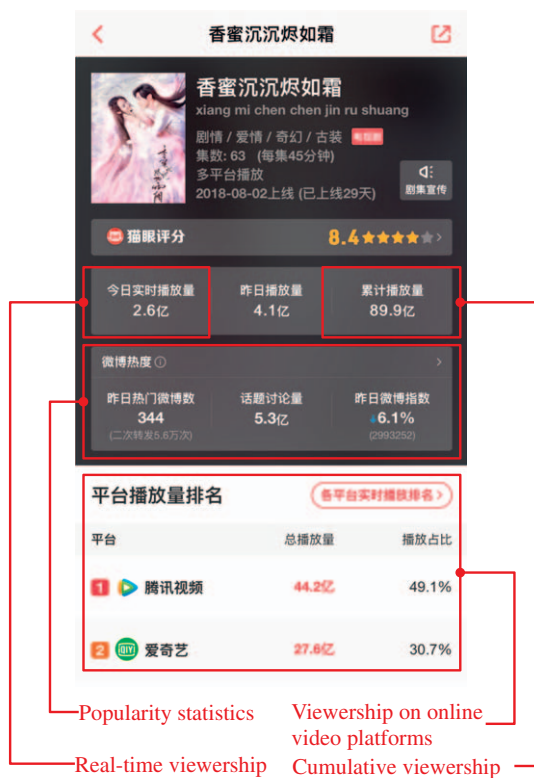 香蜜沉沉烬如霜
香蜜沉沉烬如霜
xiang mi chen chen jin ru shuang
剧情 / 爱情 / 奇幻 / 古装 电视剧
集数: 63 (每集45分钟)
多平台播放
2018-08-02上线 (已上线29天)
剧集宣传
猫眼评分 8.4
今日实时播放量 昨日播放量 累计播放量
2.6亿 4.1亿 89.9亿
微博热度
昨日热门微博数 话题讨论量 昨日微博指数
344 5.3亿 6.1%
(二次转发5.6万次) (2993252)
平台播放量排名 各平台实时播放排名 >
平台 总播放量 播放占比
1 腾讯视频 44.2亿 49.1%
2 爱奇艺 27.6亿 30.7%
Popularity statistics
Viewership on online
video platforms
Real-time viewership
Cumulative viewership